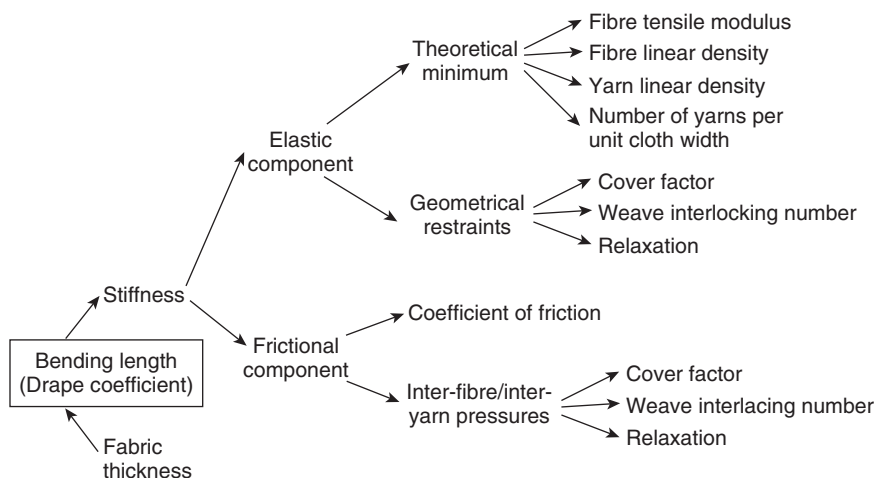 Fibre tensile modulus
Fibre linear density
Yarn linear density
Number of yarns per
unit cloth width
Theoretical
minimum
Elastic
component
Geometrical
restraints
Cover factor
Weave interlocking number
Relaxation
Stiffness
Bending length
(Drape coefficient)
Fabric
thickness
Frictional
component
Coefficient of friction
Inter-fibre/inter-
yarn pressures
Cover factor
Weave interlacing number
Relaxation